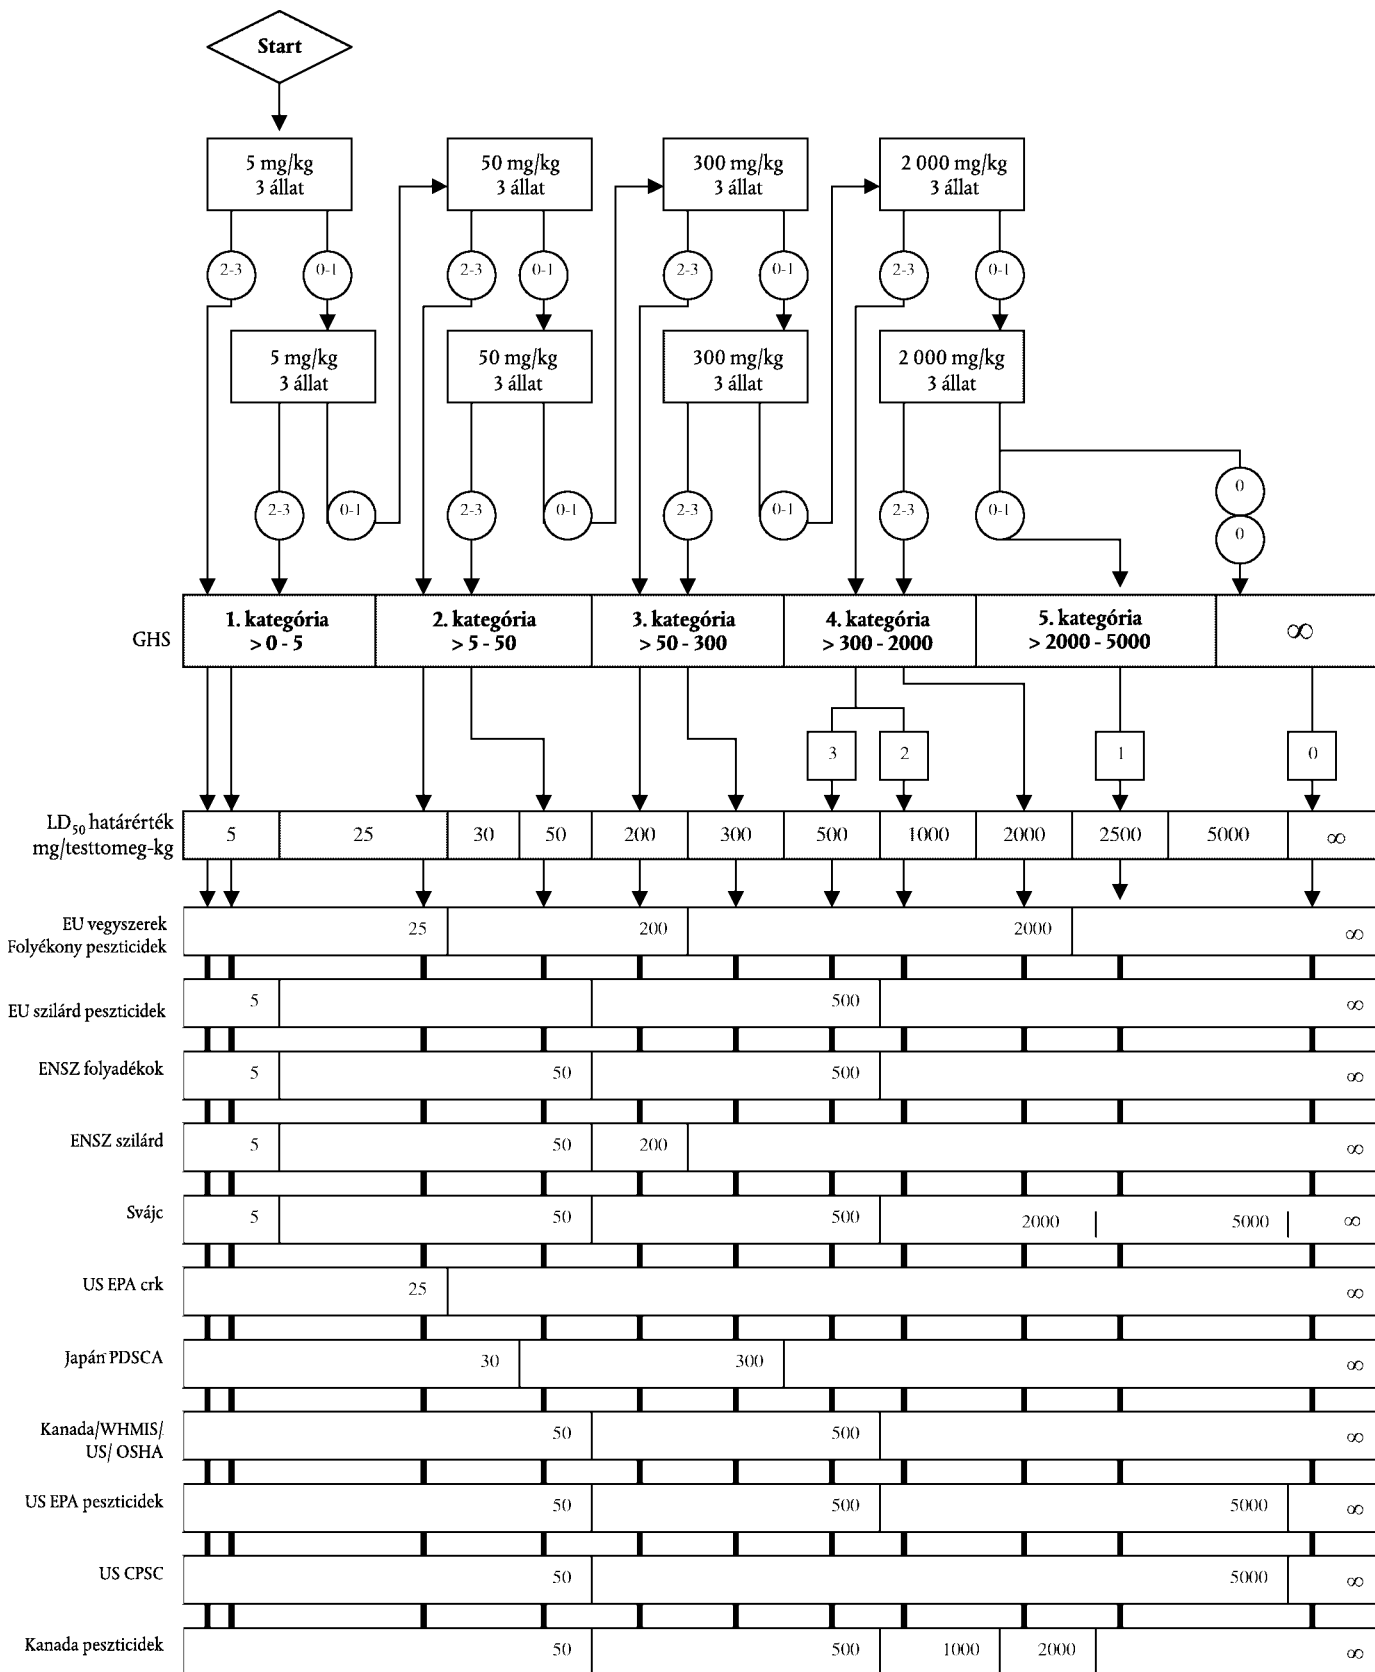 Start
5 mg/kg
3 állat
50 mg/kg
3 állat
300 mg/kg
3 állat
2 000 mg/kg
3 állat
2-3
0-1
2-3
0-1
2-3
0-1
2-3
0-1
5 mg/kg
3 állat
50 mg/kg
3 állat
300 mg/kg
3 állat
2 000 mg/kg
3 állat
2-3
0-1
2-3
0-1
2-3
0-1
2-3
0-1
0
0
GHS
1. kategória
> 0 - 5
2. kategória
> 5 - 50
3. kategória
> 50 - 300
4. kategória
> 300 - 2000
5. kategória
> 2000 - 5000
∞
3
2
1
0
LD50 határérték
mg/testtomeg-kg
5 25 30 50 200 300 500 1000 2000 2500 5000 ∞
EU vegyszerek
Folyékony peszticidek
25 200 2000 ∞
EU szilárd peszticidek
5 500 ∞
ENSZ folyadékok
5 50 500 ∞
ENSZ szilárd
5 50 200 ∞
Svájc
5 50 500 2000 5000 ∞
US EPA crk
25 ∞
Japán PDSCA
30 300 ∞
Kanada/WHMIS/
US/ OSHA
50 500 ∞
US EPA peszticidek
50 500 5000 ∞
US CPSC
50 5000 ∞
Kanada peszticidek
50 500 1000 2000 ∞